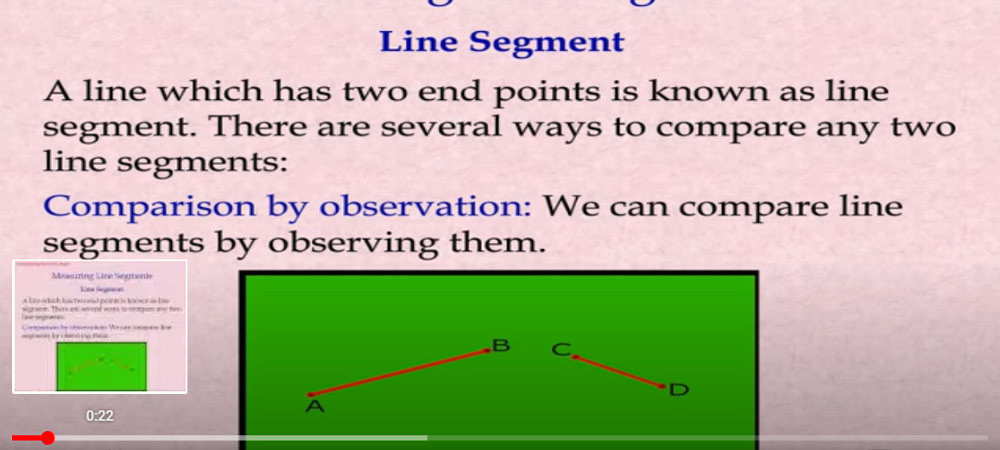 Line Segment
A line which has two end points is known as line
segment. There are several ways to compare any two
line segments:
Comparison by observation: We can compare line
segments by observing them.
Measuring Line Segments
Line Segment
A line which has two end points is known as line
segment. There are several ways to compare any two
line segments:
Comparison by observation: We can compare line
segments by observing them.
B
C
A
D
0:22